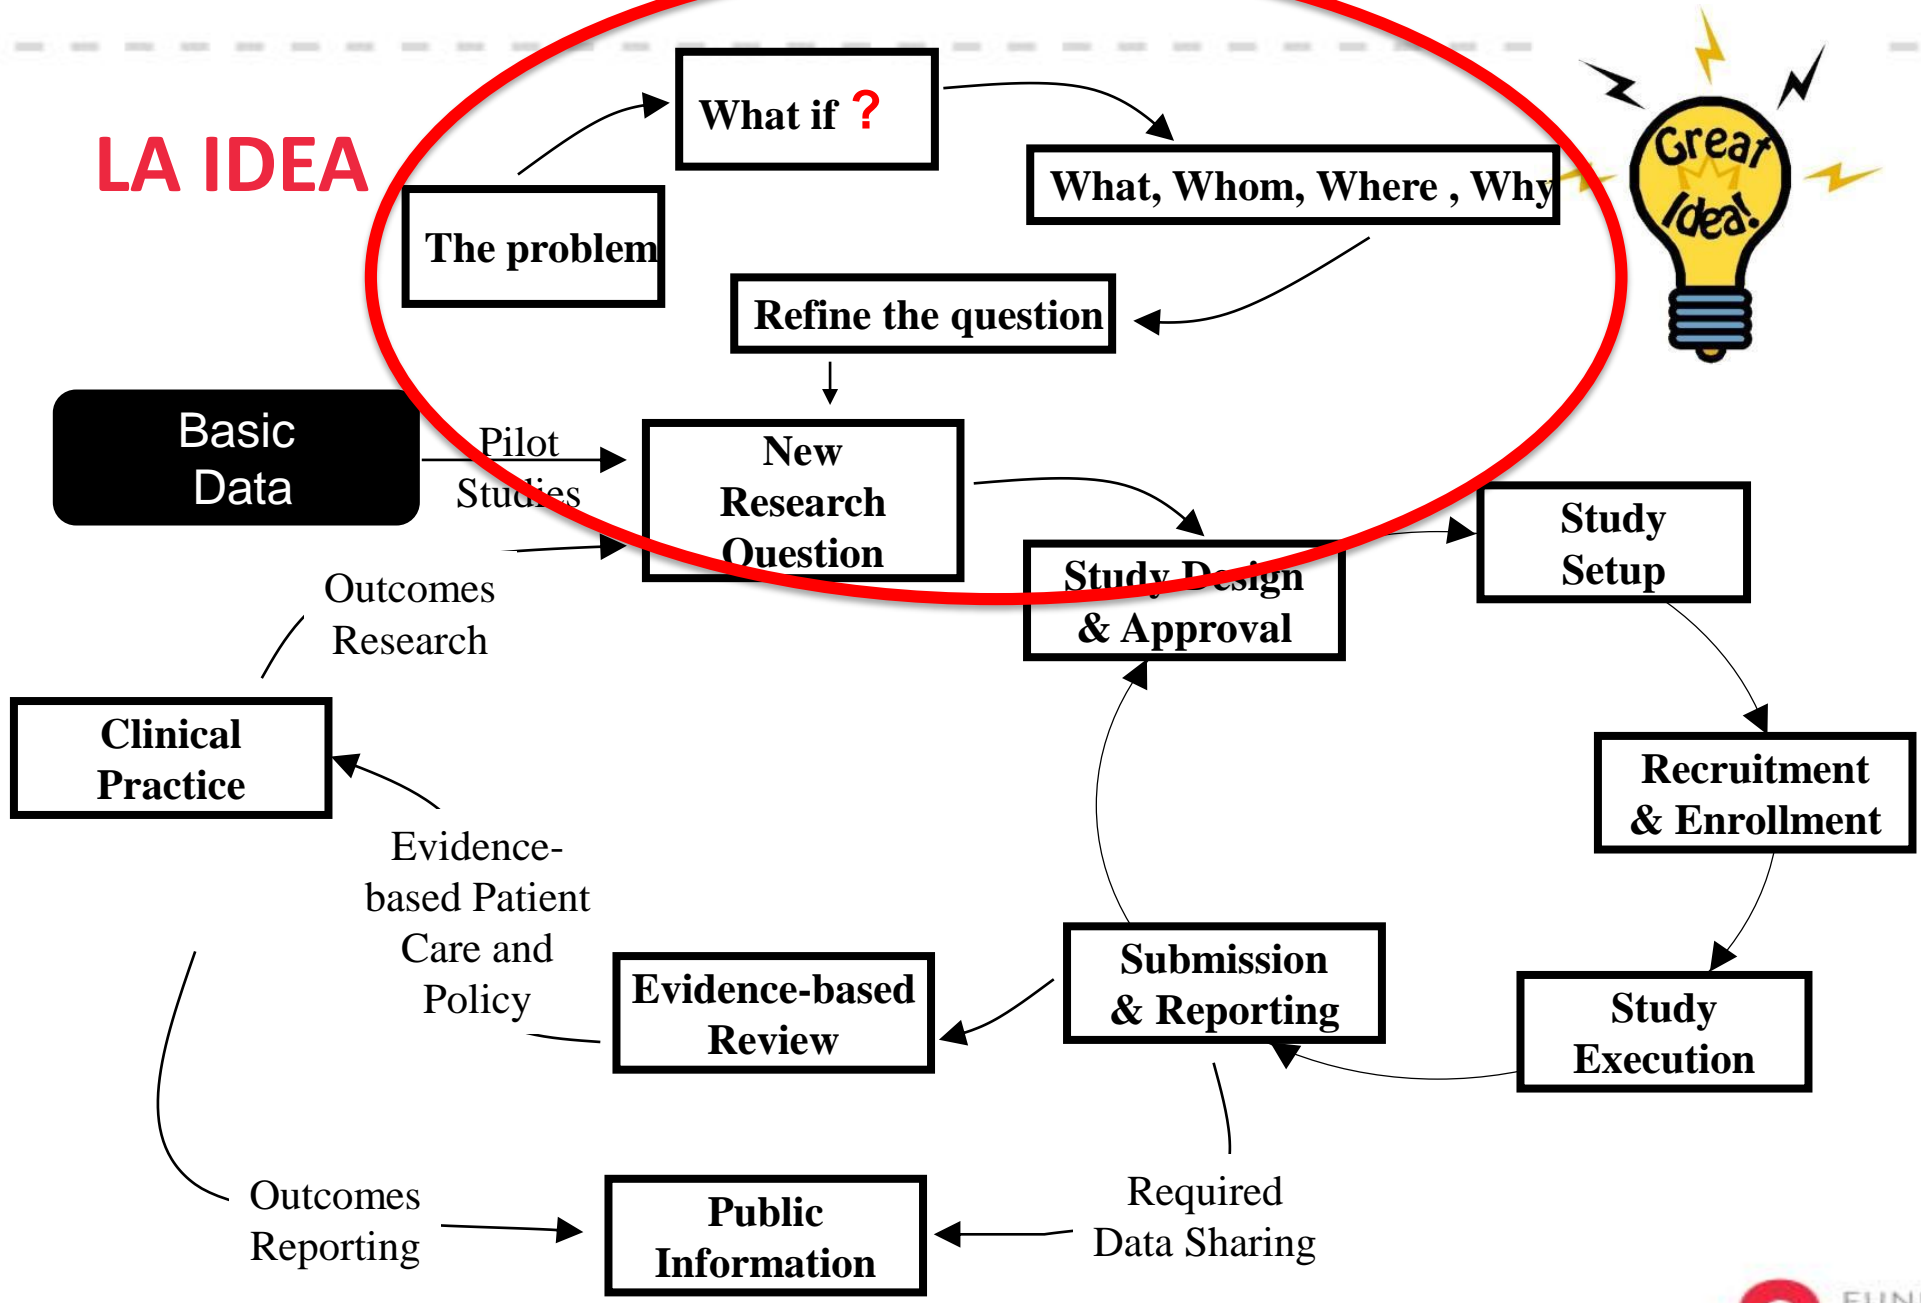 LA IDEA
What if ?
What, Whom, Where , Why
The problem
Refine the question
Great
Idea!
Basic
Data
Pilot
Studies
New
Research
Question
Study Design
& Approval
Study
Setup
Outcomes
Research
Clinical
Practice
Recruitment
& Enrollment
Evidence-
based Patient
Care and
Policy
Evidence-based
Review
Submission
& Reporting
Study
Execution
Outcomes
Reporting
Public
Information
Required
Data Sharing